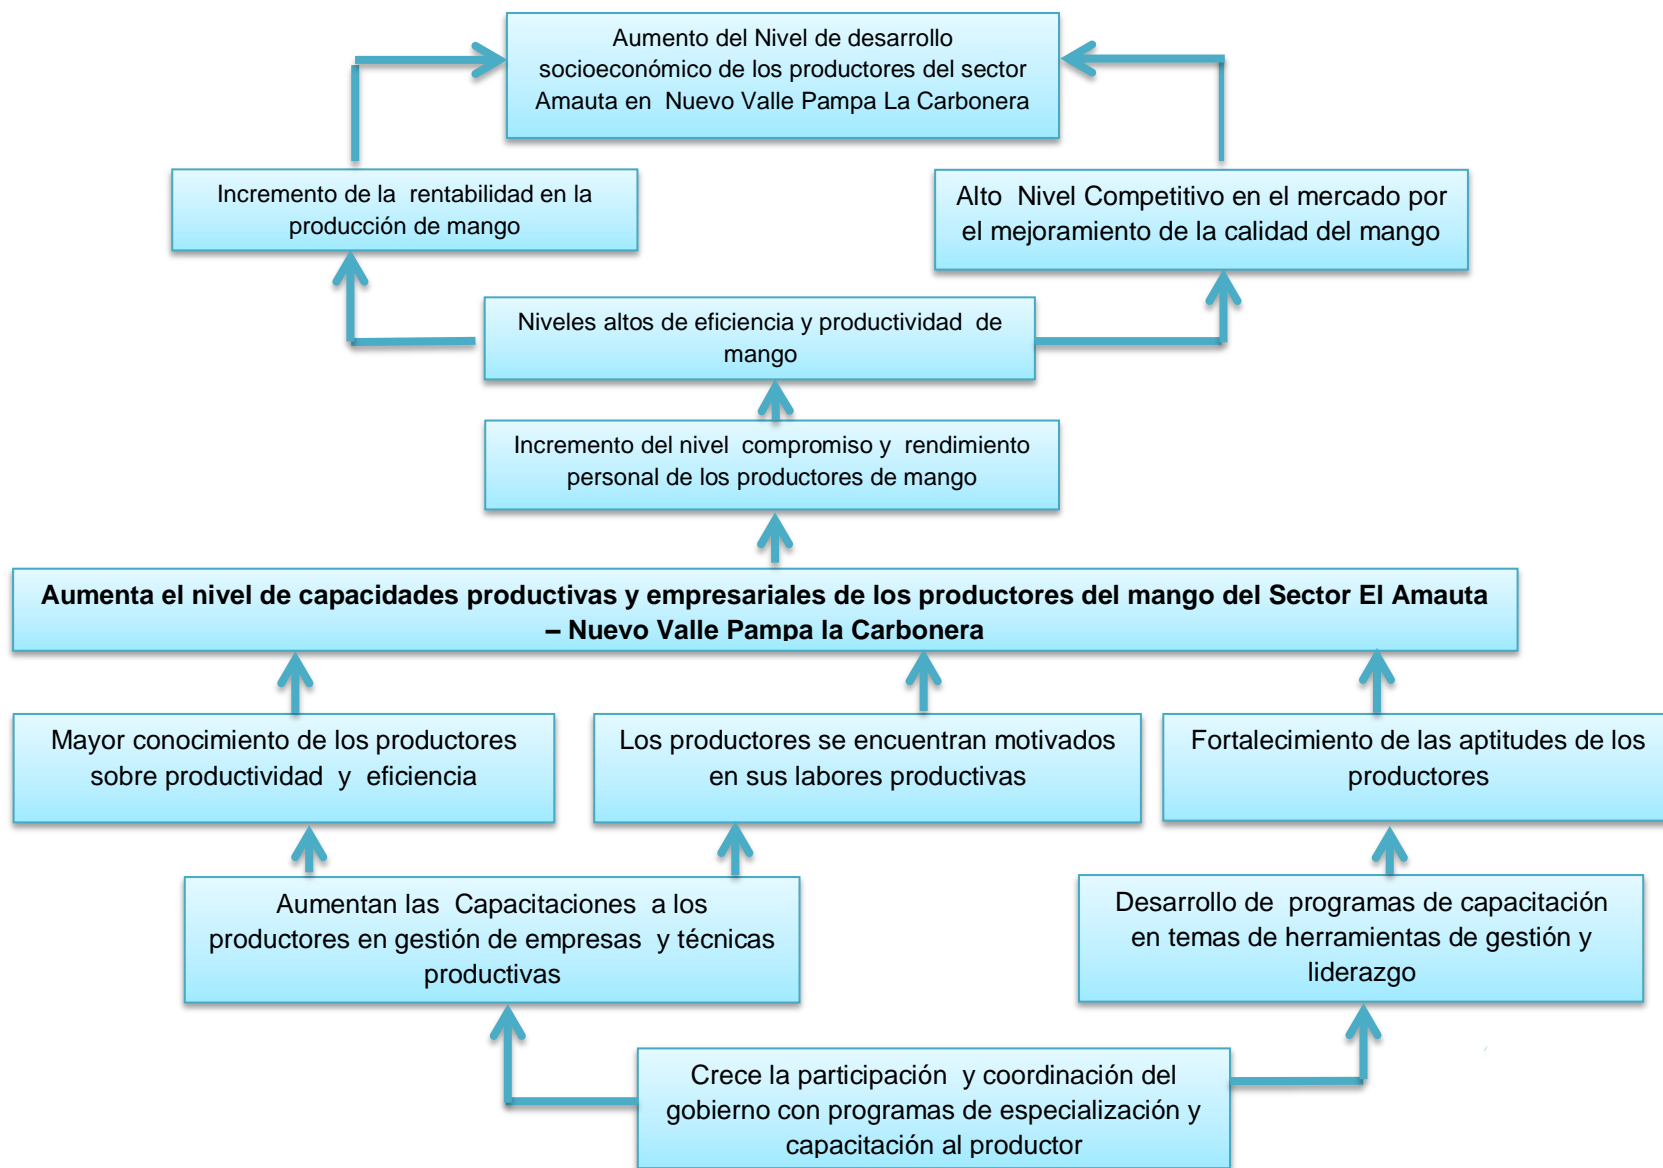 Aumento del Nivel de desarrollo
socioeconómico de los productores del sector
Amauta en Nuevo Valle Pampa La Carbonera
Incremento de la rentabilidad en la
producción de mango
Alto Nivel Competitivo en el mercado por
el mejoramiento de la calidad del mango
Niveles altos de eficiencia y productividad de
mango
Incremento del nivel compromiso y rendimiento
personal de los productores de mango
Aumenta el nivel de capacidades productivas y empresariales de los productores del mango del Sector El Amauta
– Nuevo Valle Pampa la Carbonera
Mayor conocimiento de los productores
sobre productividad y eficiencia
Los productores se encuentran motivados
en sus labores productivas
Fortalecimiento de las aptitudes de los
productores
Aumentan las Capacitaciones a los
productores en gestión de empresas y técnicas
productivas
Desarrollo de programas de capacitación
en temas de herramientas de gestión y
liderazgo
Crece la participación y coordinación del
gobierno con programas de especialización y
capacitación al productor